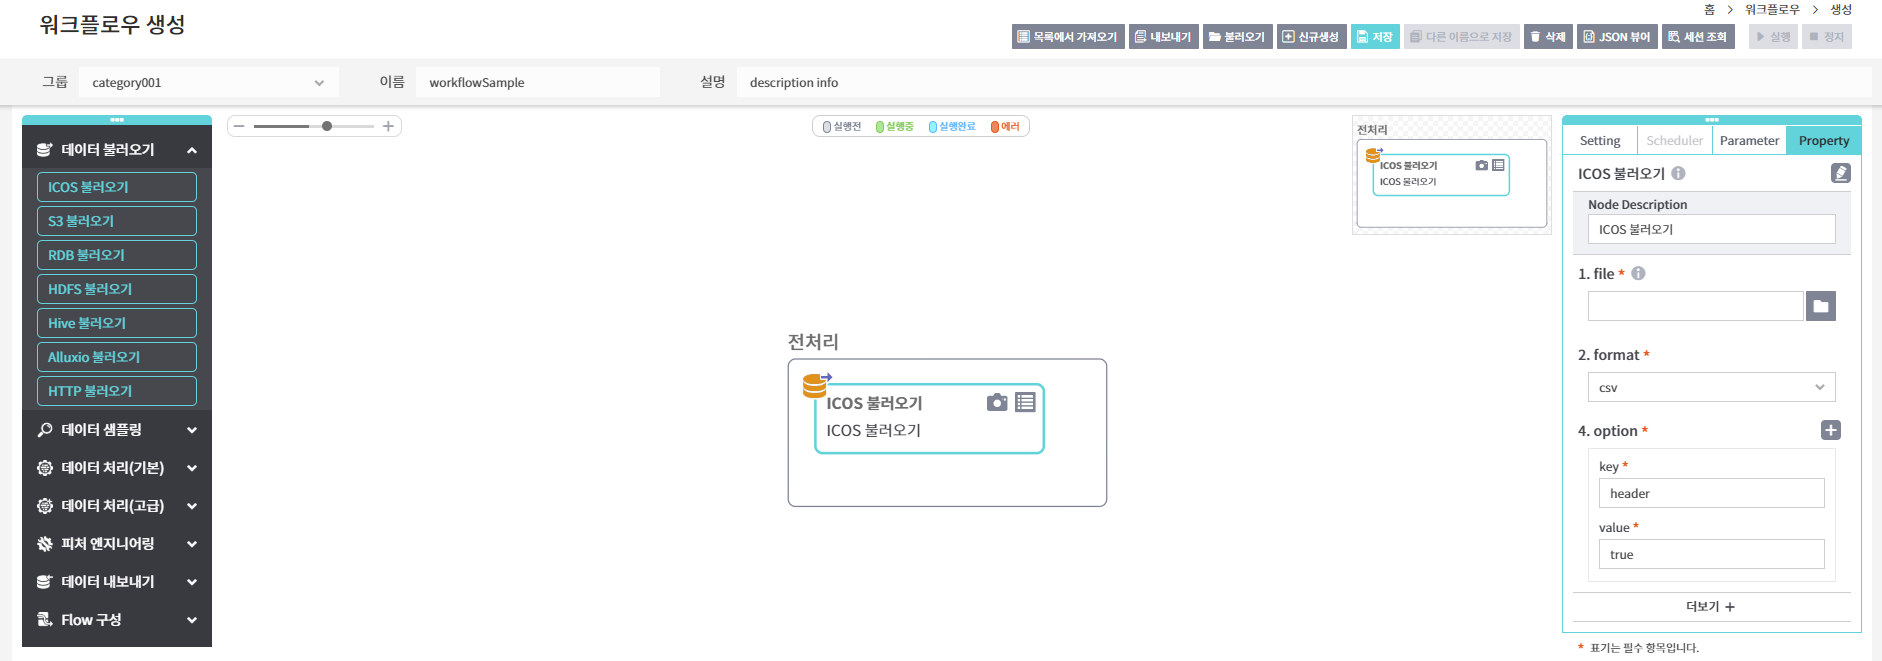 워크플로우 생성
홈 > 워크플로우 > 생성
목록에서 가져오기 내보내기 불러오기 신규생성 저장 다른 이름으로 저장 삭제 JSON 뷰어 세션 조회 실행 정지
그룹 category001 이름 workflowSample 설명 description info
데이터 불러오기
ICOS 불러오기
S3 불러오기
RDB 불러오기
HDFS 불러오기
Hive 불러오기
Alluxio 불러오기
HTTP 불러오기
데이터 샘플링
데이터 처리(기본)
데이터 처리(고급)
피처 엔지니어링
데이터 내보내기
Flow 구성
실행전 실행중 실행완료 에러
전처리
ICOS 불러오기
ICOS 불러오기
전처리
ICOS 불러오기
ICOS 불러오기
Setting Scheduler Parameter Property
ICOS 불러오기
Node Description
ICOS 불러오기
1. file *
2. format *
csv
4. option *
key *
header
value *
true
더보기 +
* 표기는 필수 항목입니다.